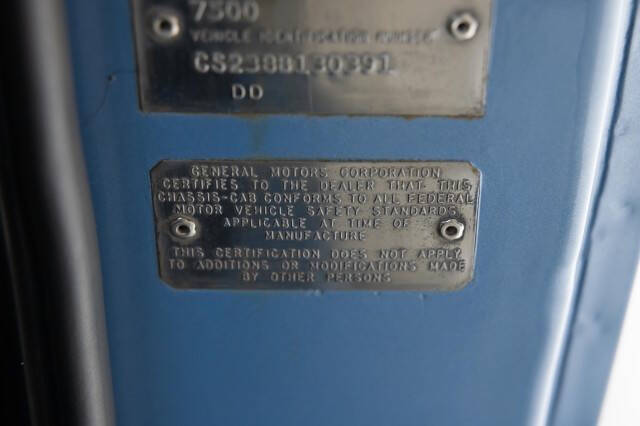 7500
VEHICLE IDENTIFICATION NUMBER
CS238B130391
DD
GENERAL MOTORS CORPORATION
CERTIFIES TO THE DEALER THAT THIS
CHASSIS-CAB CONFORMS TO ALL FEDERAL
MOTOR VEHICLE SAFETY STANDARDS
APPLICABLE AT TIME OF
MANUFACTURE
THIS CERTIFICATION DOES NOT APPLY
TO ADDITIONS OR MODIFICATIONS MADE
BY OTHER PERSONS